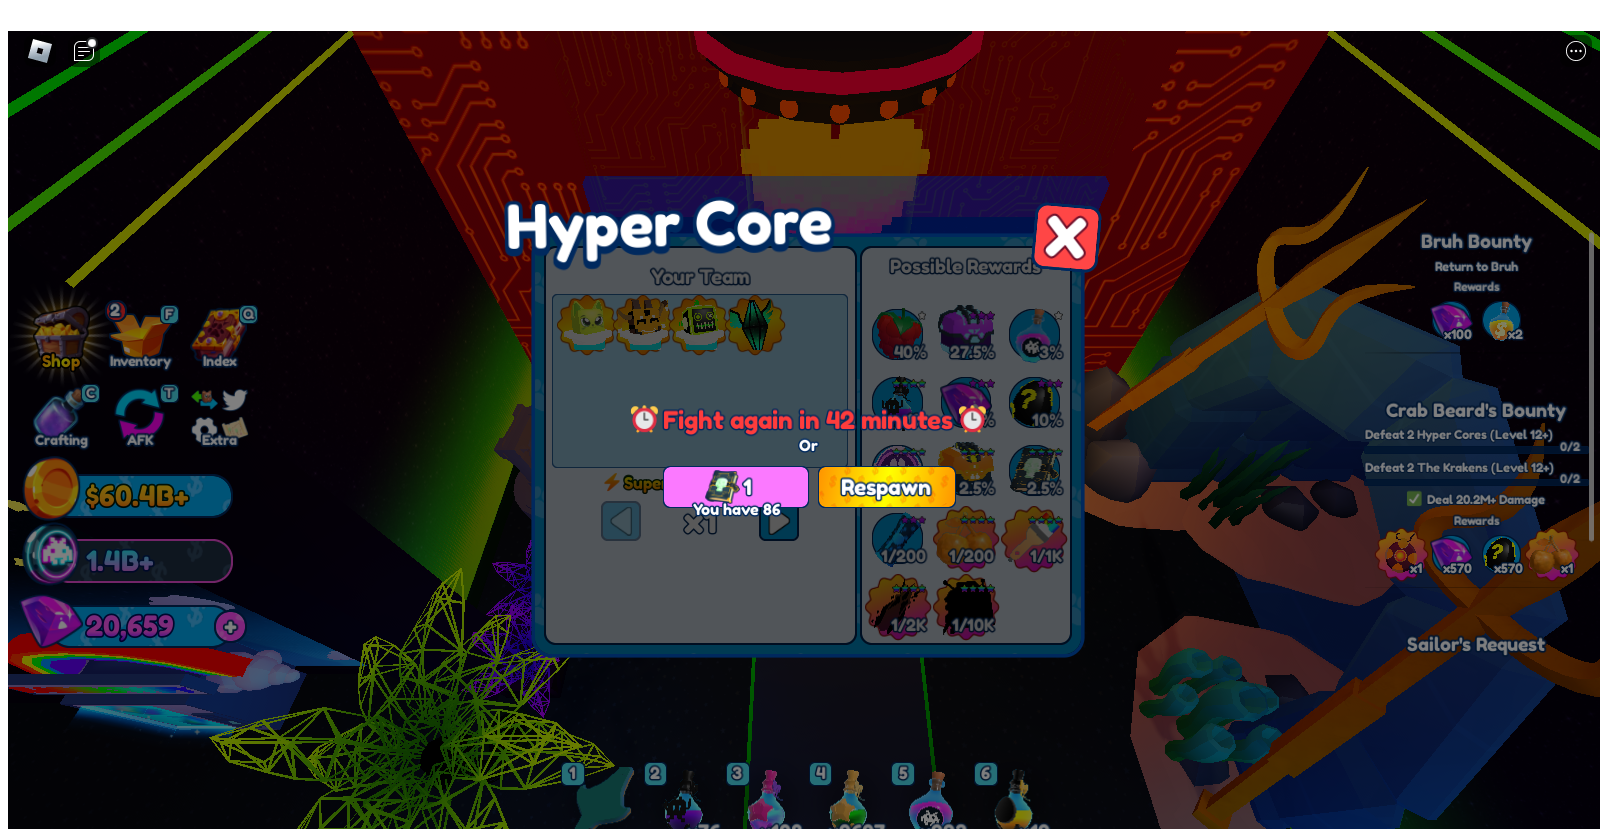 Hyper Core
Your Team
Possible Rewards
40%
27.5%
3%
10%
2.5%
2.5%
1/200
1/200
1/1K
1/2K
1/10K
Fight again in 42 minutes
Or
1
You have 86
Respawn
x1
2
F
Q
Shop
Inventory
Index
C
T
Crafting
AFK
Extra
$60.4B+
1.4B+
20,659
Bruh Bounty
Return to Bruh
Rewards
x100
x2
Crab Beard's Bounty
Defeat 2 Hyper Cores (Level 12+)
0/2
Defeat 2 The Krakens (Level 12+)
0/2
Deal 20.2M+ Damage
Rewards
x1
x570
x570
x1
Sailor's Request
1
2
3
4
5
6